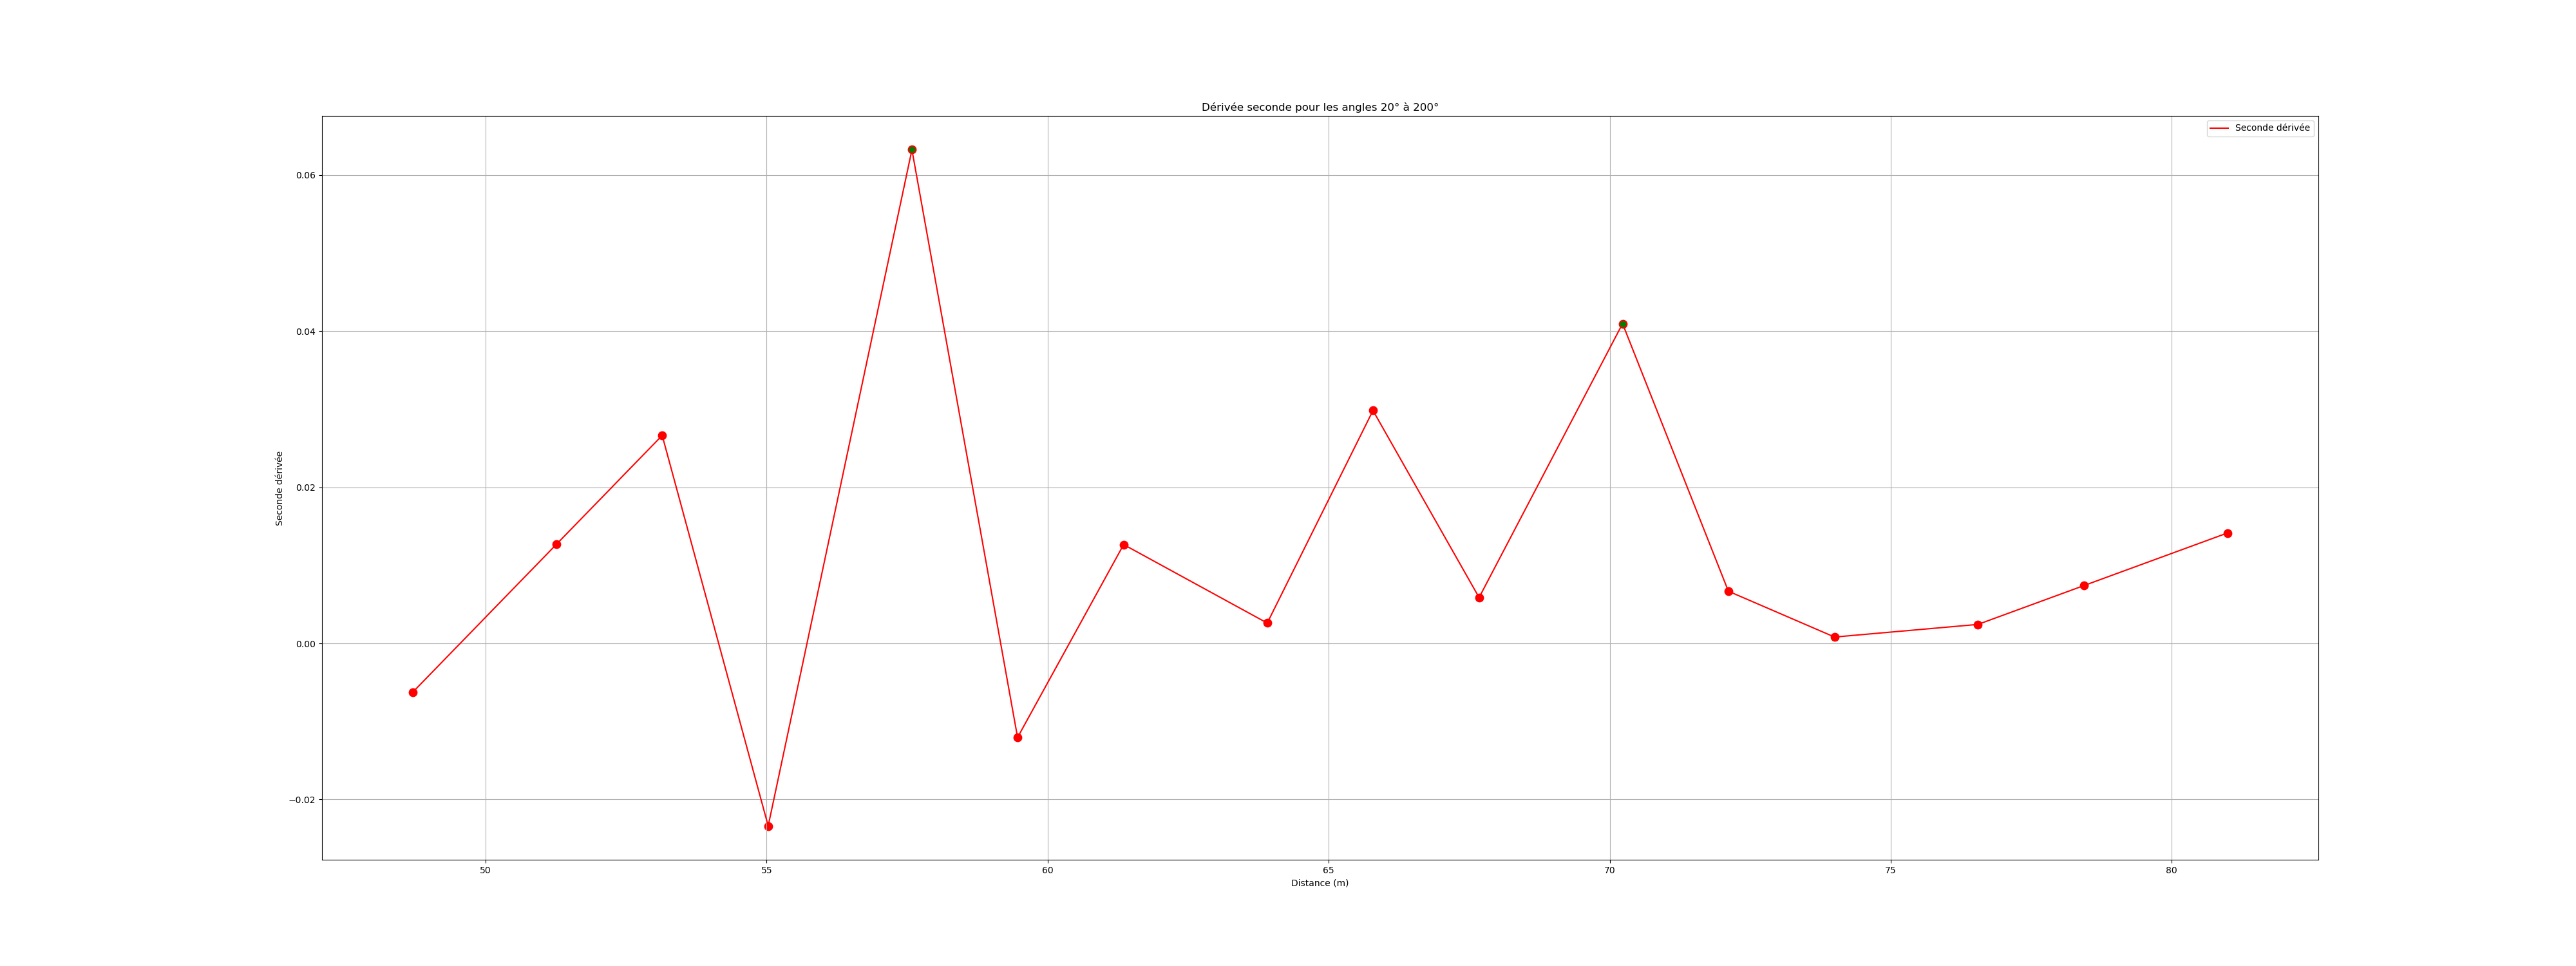 Dérivée seconde pour les angles 20° à 200°
Seconde dérivée
0.06
0.04
0.02
0.00
−0.02
Seconde dérivée
50 55 60 65 70 75 80
Distance (m)